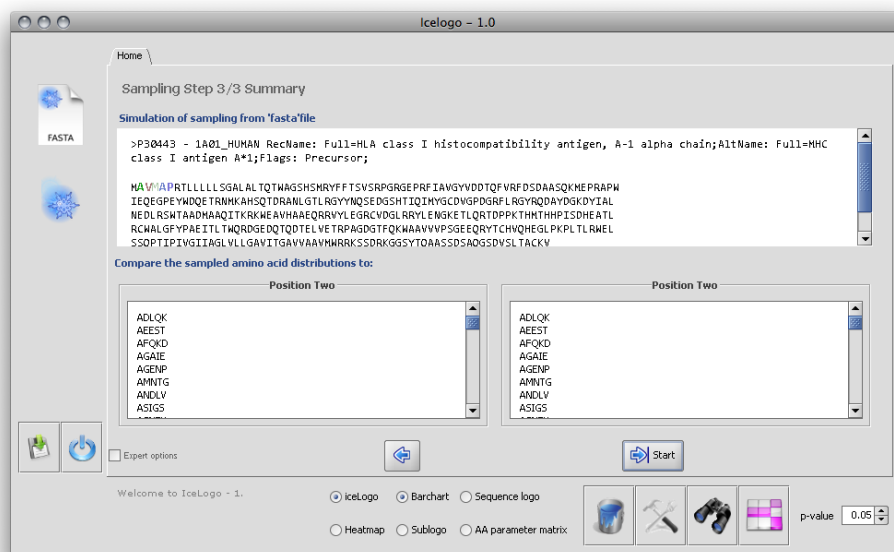 Icelogo - 1.0
Home
FASTA
Sampling Step 3/3 Summary
Simulation of sampling from 'fasta'file
>P30443 - 1A01_HUMAN RecName: Full=HLA class I histocompatibility antigen, A-1 alpha chain;AltName: Full=MHC
class I antigen A*1;Flags: Precursor;
MAVMAPRTLLLLLSGALALTQTWAGSHSMRYFFTSVSRPGRGEPRFIAVGYVDDTQFVRFDSDAASQKMEPRAPW
IEQEGPEYWDQETRNMKAHSQTDRANLGTLRGYYNQSEDGSHTIQIMYGCDVGPDGRFLRGYRQDAYDGKDYIAL
NEDLRSWTAADMAAQITKRKWEAVHAAEQRRVYLEGRCVDGLRRYLENGKETLQRTDPPKTHMTHHPISDHEATL
RCWALGFYPAEITLTWQRDGEDQTQDTELVETRPAGDGTFQKWAAVVVPSGEEQRYTCHVQHEGLPKPLTLRWEL
SSQPTIPIVGIIAGLVLLGAVITGAVVAAVMWRRKSSDRKGGSYTQAASSDSAQGSDVSLTACKV
Compare the sampled amino acid distributions to:
Position Two
ADLQK
AEEST
AFQKD
AGAIE
AGENP
AMNTG
ANDLV
ASIGS
Position Two
ADLQK
AEEST
AFQKD
AGAIE
AGENP
AMNTG
ANDLV
ASIGS
Expert options
Start
Welcome to IceLogo - 1.
iceLogo
Barchart
Sequence logo
Heatmap
Sublogo
AA parameter matrix
p-value
0.05